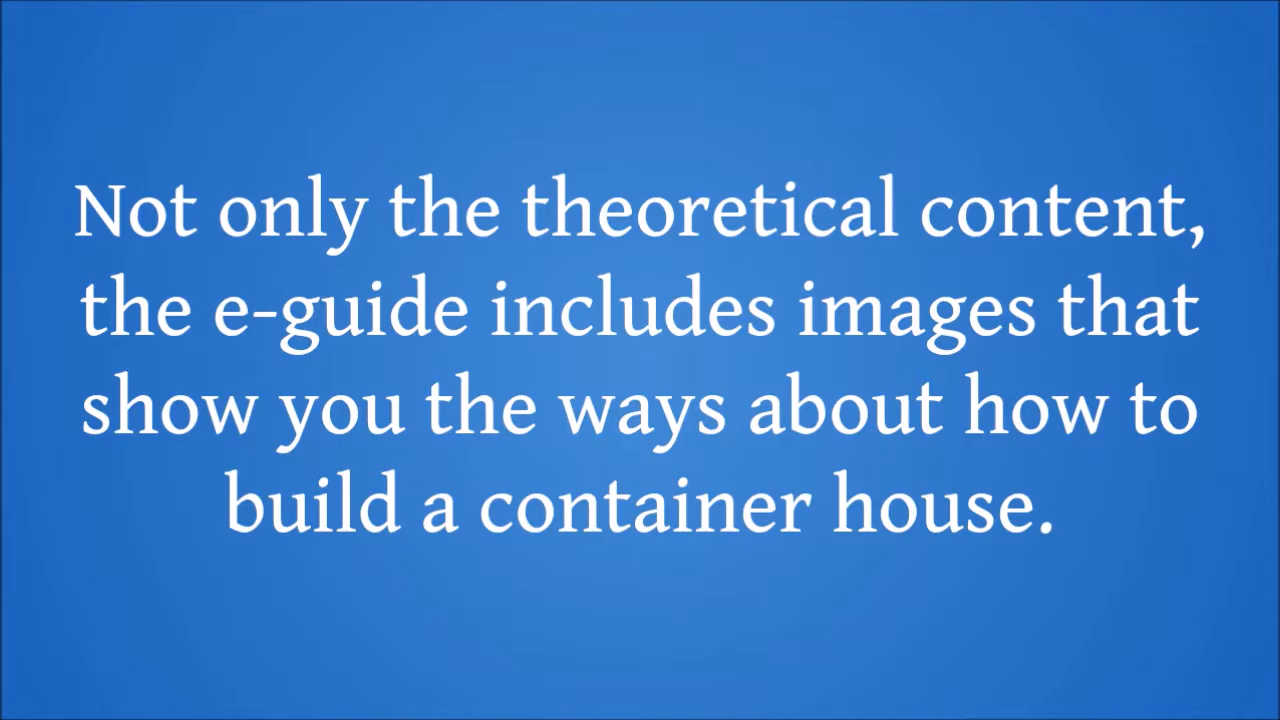 Not only the theoretical content,
the e-guide includes images that
show you the ways about how to
build a container house.